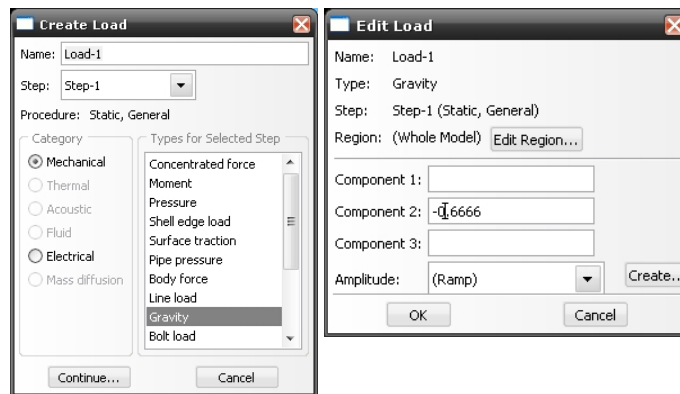 Create Load
Name: Load-1
Step: Step-1
Procedure: Static, General
Category
Mechanical
Thermal
Acoustic
Fluid
Electrical
Mass diffusion
Types for Selected Step
Concentrated force
Moment
Pressure
Shell edge load
Surface traction
Pipe pressure
Body force
Line load
Gravity
Bolt load
Continue... Cancel
Edit Load
Name: Load-1
Type: Gravity
Step: Step-1 (Static, General)
Region: (Whole Model) Edit Region...
Component 1:
Component 2: -0.6666
Component 3:
Amplitude: (Ramp) Create..
OK Cancel